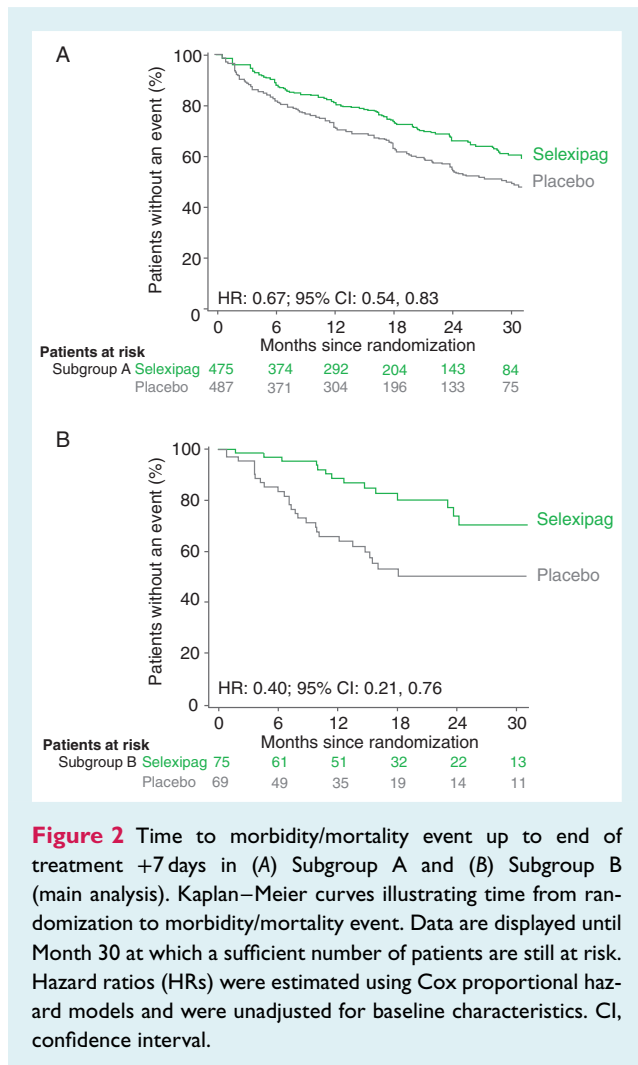 A
Patients without an event (%)
100
80
60
40
20
0
Selexipag
Placebo
HR: 0.67; 95% CI: 0.54, 0.83
0 6 12 18 24 30
Months since randomization
Patients at risk
Subgroup A Selexipag 475 374 292 204 143 84
Placebo 487 371 304 196 133 75
B
Patients without an event (%)
100
80
60
40
20
0
Selexipag
Placebo
HR: 0.40; 95% CI: 0.21, 0.76
0 6 12 18 24 30
Months since randomization
Patients at risk
Subgroup B Selexipag 75 61 51 32 22 13
Placebo 69 49 35 19 14 11
Figure 2 Time to morbidity/mortality event up to end of
treatment +7 days in (A) Subgroup A and (B) Subgroup B
(main analysis). Kaplan–Meier curves illustrating time from ran-
domization to morbidity/mortality event. Data are displayed until
Month 30 at which a sufficient number of patients are still at risk.
Hazard ratios (HRs) were estimated using Cox proportional haz-
ard models and were unadjusted for baseline characteristics. CI,
confidence interval.